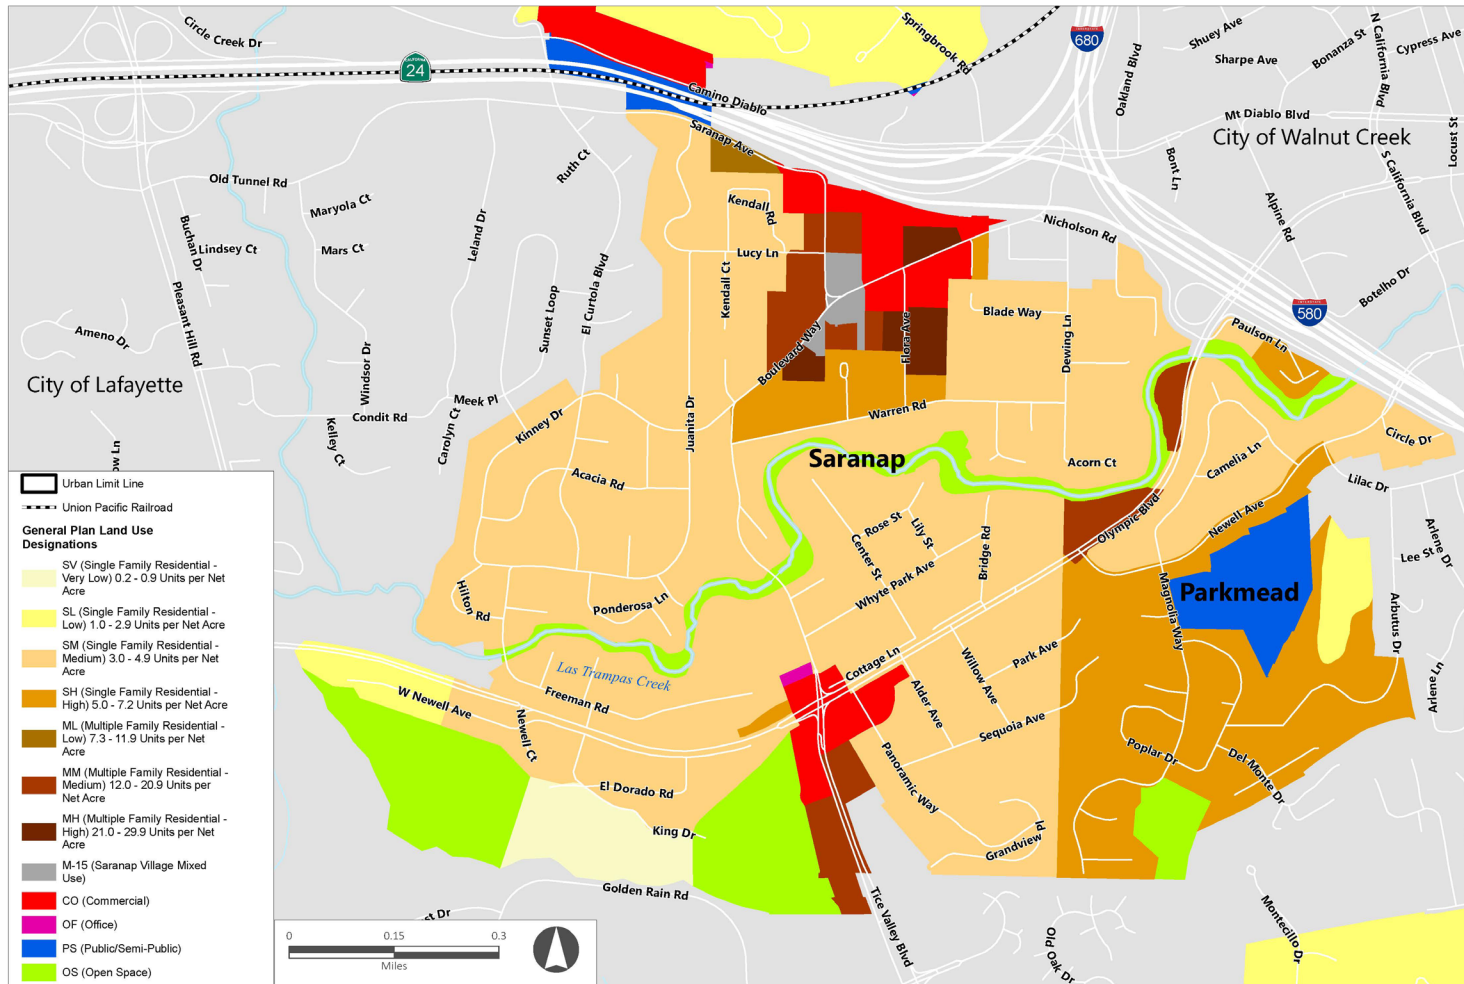 Circle Creek Dr
CALIFORNIA
24
Springbrook Rd
INTERSTATE
680
Oakland Blvd
Shuey Ave
Sharpe Ave
Bonanza St
N California Blvd
Cypress Ave
Camino Diablo
Saranap Ave
Mt Diablo Blvd
City of Walnut Creek
Locust St
S California Blvd
Bont Ln
Alpine Rd
Botelho Dr
Old Tunnel Rd
Maryola Ct
Ruth Ct
Buchan Dr
Lindsey Ct
Mars Ct
Leland Dr
Kendall Rd
Lucy Ln
Kendall Ct
Nicholson Rd
El Curtola Blvd
Sunset Loop
Pleasant Hill Rd
Ameno Dr
Windsor Dr
City of Lafayette
Blade Way
Dewing Ln
INTERSTATE
580
Paulson Ln
Boulevard Way
Flora Ave
Meek Pl
Condit Rd
Kelley Ct
Carolyn Ct
Kinney Dr
Juanita Dr
Warren Rd
Saranap
Acorn Ct
Camelia Ln
Circle Dr
Lilac Dr
ow Ln
Acacia Rd
Rose St
Lily St
Center St
Bridge Rd
Olympic Blvd
Newell Ave
Arlene Dr
Lee St
Whyte Park Ave
Parkmead
Magnolia Way
Arbutus Dr
Hilton Rd
Ponderosa Ln
Las Trampas Creek
Cottage Ln
Willow Ave
Park Ave
Arlene Ln
W Newell Ave
Freeman Rd
Newell Ct
Alder Ave
Sequoia Ave
Poplar Dr
Del Monte Dr
El Dorado Rd
Panoramic Way
King Dr
Grandview Pl
Golden Rain Rd
st Dr
Tice Valley Blvd
Old Oak Dr
Montecillo Dr
Urban Limit Line
Union Pacific Railroad
General Plan Land Use
Designations
SV (Single Family Residential -
Very Low) 0.2 - 0.9 Units per Net
Acre
SL (Single Family Residential -
Low) 1.0 - 2.9 Units per Net Acre
SM (Single Family Residential -
Medium) 3.0 - 4.9 Units per Net
Acre
SH (Single Family Residential -
High) 5.0 - 7.2 Units per Net Acre
ML (Multiple Family Residential -
Low) 7.3 - 11.9 Units per Net
Acre
MM (Multiple Family Residential -
Medium) 12.0 - 20.9 Units per
Net Acre
MH (Multiple Family Residential -
High) 21.0 - 29.9 Units per Net
Acre
M-15 (Saranap Village Mixed
Use)
CO (Commercial)
OF (Office)
PS (Public/Semi-Public)
OS (Open Space)
0 0.15 0.3
Miles